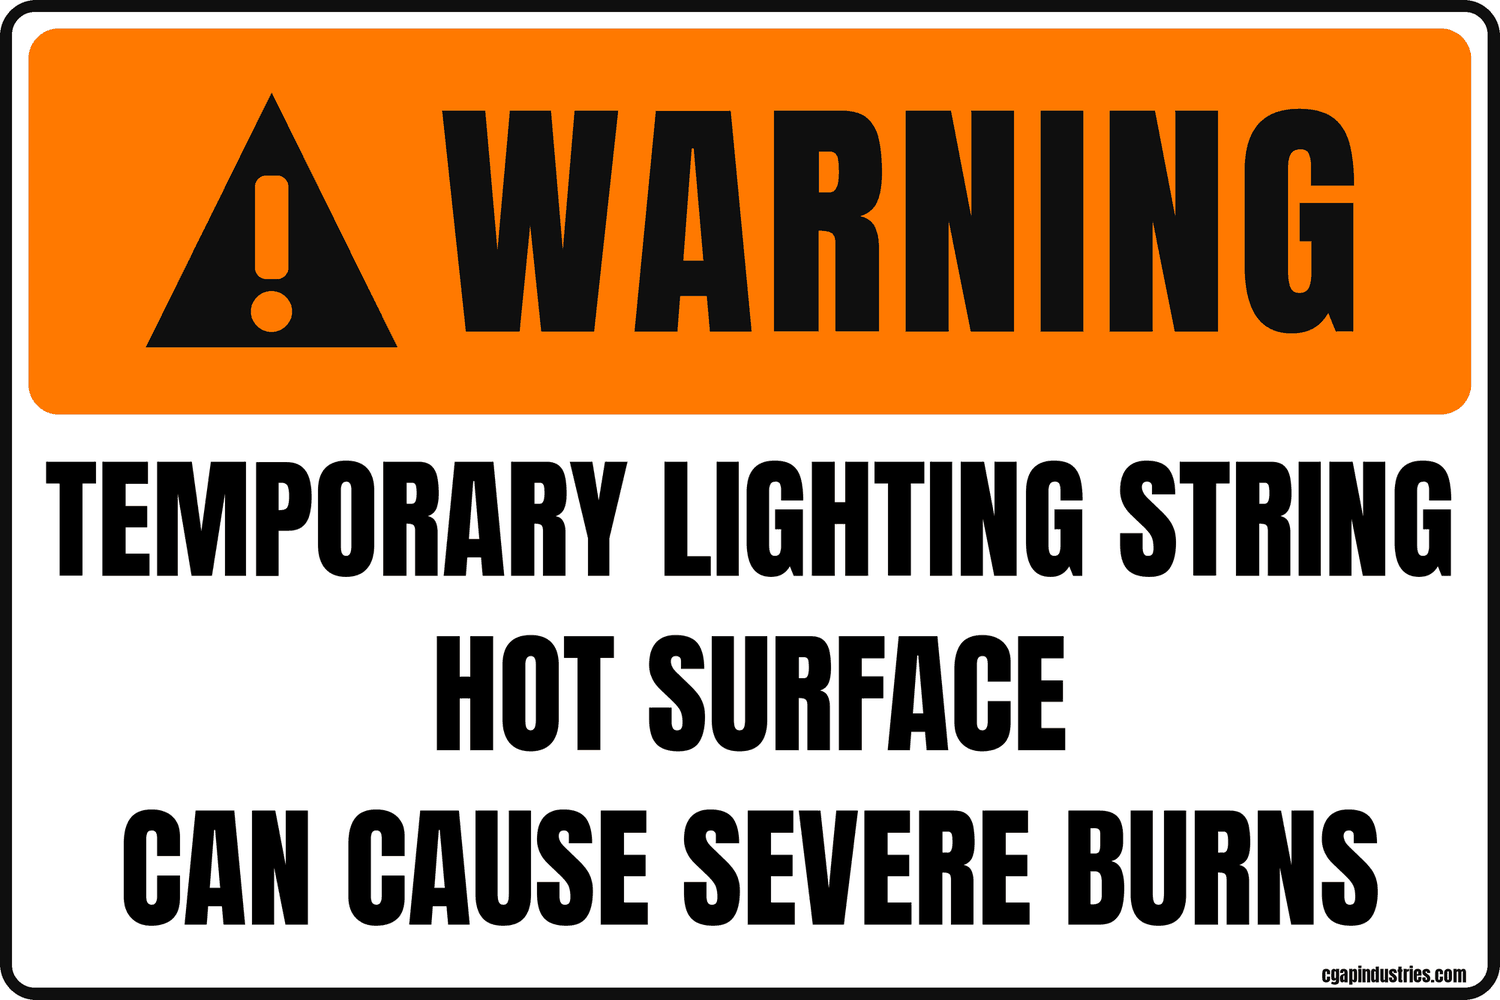 WARNING
TEMPORARY LIGHTING STRING
HOT SURFACE
CAN CAUSE SEVERE BURNS
cgapindustries.com